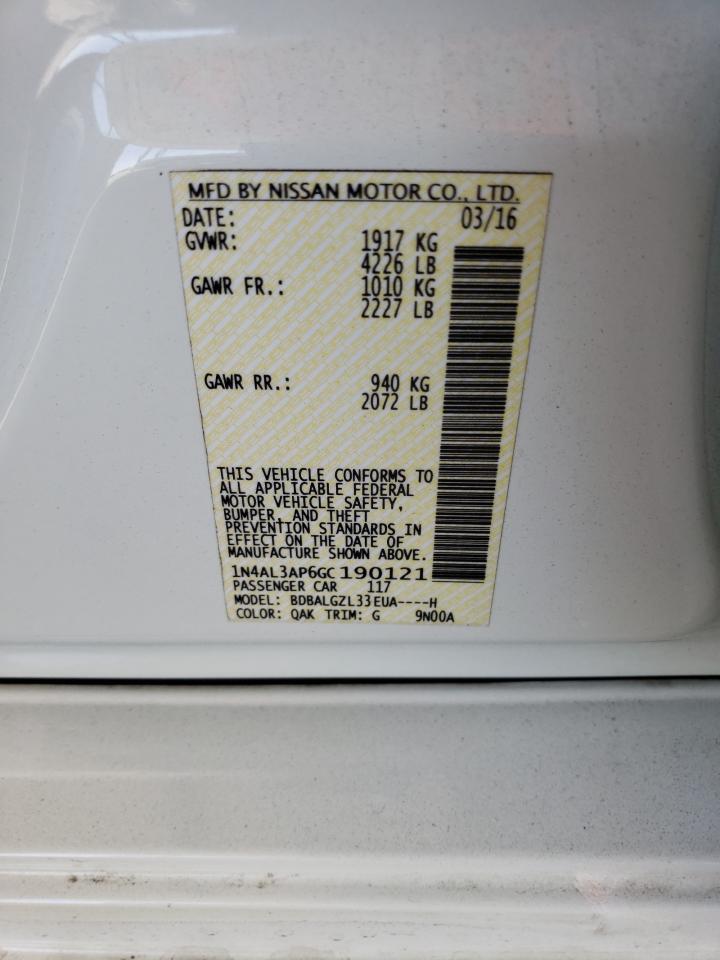 MFD BY NISSAN MOTOR CO., LTD.
DATE: 03/16
GVWR: 1917 KG
4226 LB
GAWR FR.: 1010 KG
2227 LB
GAWR RR.: 940 KG
2072 LB
THIS VEHICLE CONFORMS TO
ALL APPLICABLE FEDERAL
MOTOR VEHICLE SAFETY,
BUMPER, AND THEFT
PREVENTION STANDARDS IN
EFFECT ON THE DATE OF
MANUFACTURE SHOWN ABOVE.
1N4AL3AP6GC190121
PASSENGER CAR 117
MODEL: BDBALGZL33EUA----H
COLOR: QAK TRIM: G 9N00A